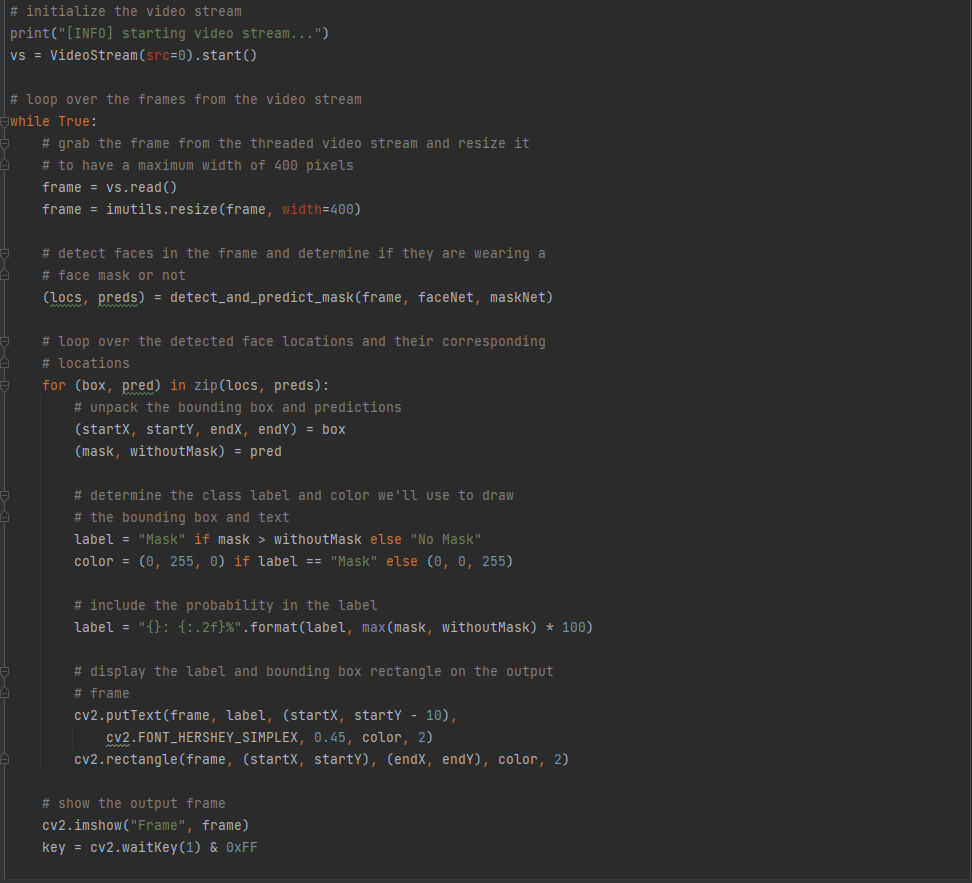 # initialize the video stream
print("[INFO] starting video stream...")
vs = VideoStream(src=0).start()

# loop over the frames from the video stream
while True:
    # grab the frame from the threaded video stream and resize it
    # to have a maximum width of 400 pixels
    frame = vs.read()
    frame = imutils.resize(frame, width=400)

    # detect faces in the frame and determine if they are wearing a
    # face mask or not
    (locs, preds) = detect_and_predict_mask(frame, faceNet, maskNet)

    # loop over the detected face locations and their corresponding
    # locations
    for (box, pred) in zip(locs, preds):
        # unpack the bounding box and predictions
        (startX, startY, endX, endY) = box
        (mask, withoutMask) = pred

        # determine the class label and color we'll use to draw
        # the bounding box and text
        label = "Mask" if mask > withoutMask else "No Mask"
        color = (0, 255, 0) if label == "Mask" else (0, 0, 255)

        # include the probability in the label
        label = "{}: {:.2f}%".format(label, max(mask, withoutMask) * 100)

        # display the label and bounding box rectangle on the output
        # frame
        cv2.putText(frame, label, (startX, startY - 10),
            cv2.FONT_HERSHEY_SIMPLEX, 0.45, color, 2)
        cv2.rectangle(frame, (startX, startY), (endX, endY), color, 2)

    # show the output frame
    cv2.imshow("Frame", frame)
    key = cv2.waitKey(1) & 0xFF